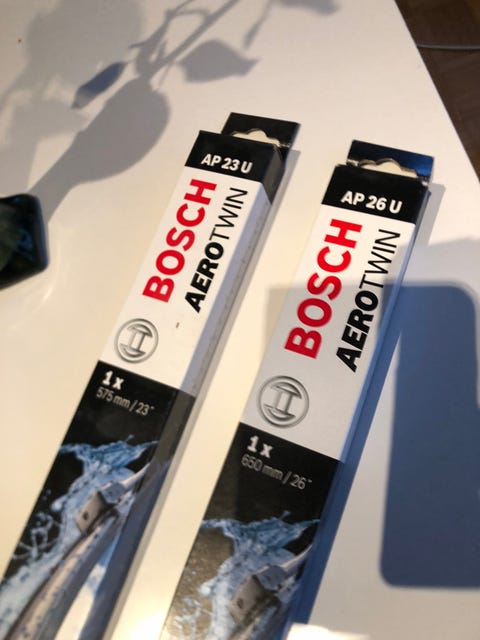 AP 23 U
BOSCH
AEROTWIN
1 x
575 mm / 23"
AP 26 U
BOSCH
AEROTWIN
1 x
650 mm / 26"